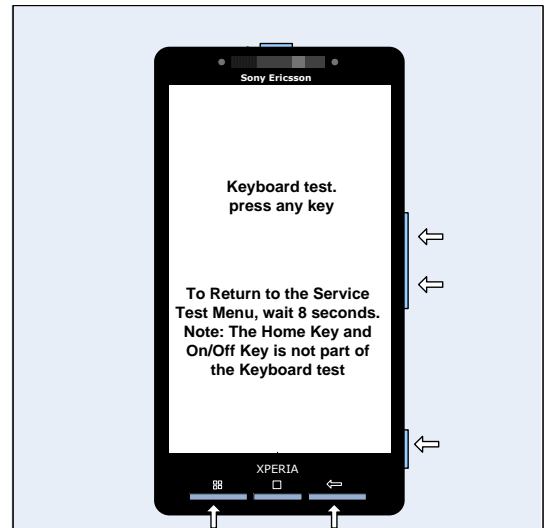 Sony Ericsson
Keyboard test.
press any key
To Return to the Service
Test Menu, wait 8 seconds.
Note: The Home Key and
On/Off Key is not part of
the Keyboard test
XPERIA